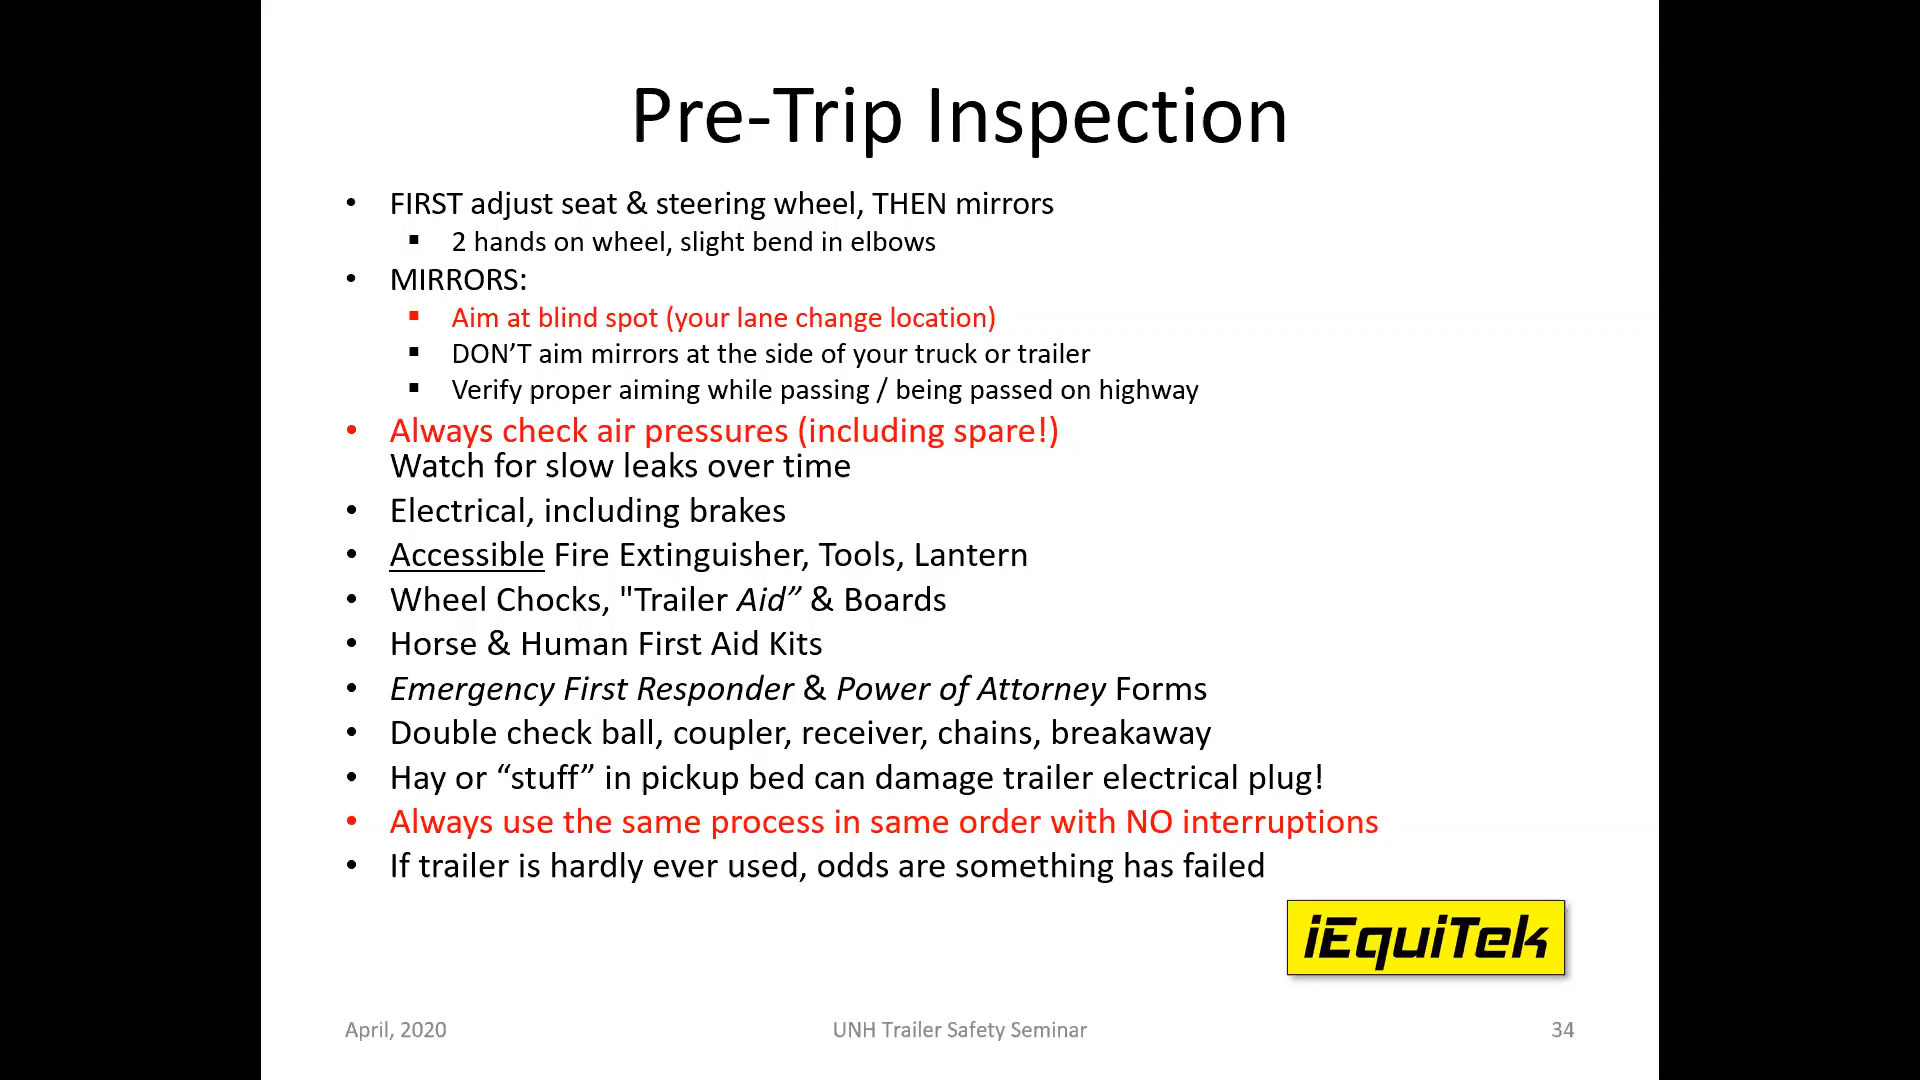 Pre-Trip Inspection
• FIRST adjust seat & steering wheel, THEN mirrors
▪ 2 hands on wheel, slight bend in elbows
• MIRRORS:
▪ Aim at blind spot (your lane change location)
▪ DON’T aim mirrors at the side of your truck or trailer
▪ Verify proper aiming while passing / being passed on highway
• Always check air pressures (including spare!)
Watch for slow leaks over time
• Electrical, including brakes
• Accessible Fire Extinguisher, Tools, Lantern
• Wheel Chocks, "Trailer Aid” & Boards
• Horse & Human First Aid Kits
• Emergency First Responder & Power of Attorney Forms
• Double check ball, coupler, receiver, chains, breakaway
• Hay or “stuff” in pickup bed can damage trailer electrical plug!
• Always use the same process in same order with NO interruptions
• If trailer is hardly ever used, odds are something has failed
iEquiTek
April, 2020 UNH Trailer Safety Seminar 34